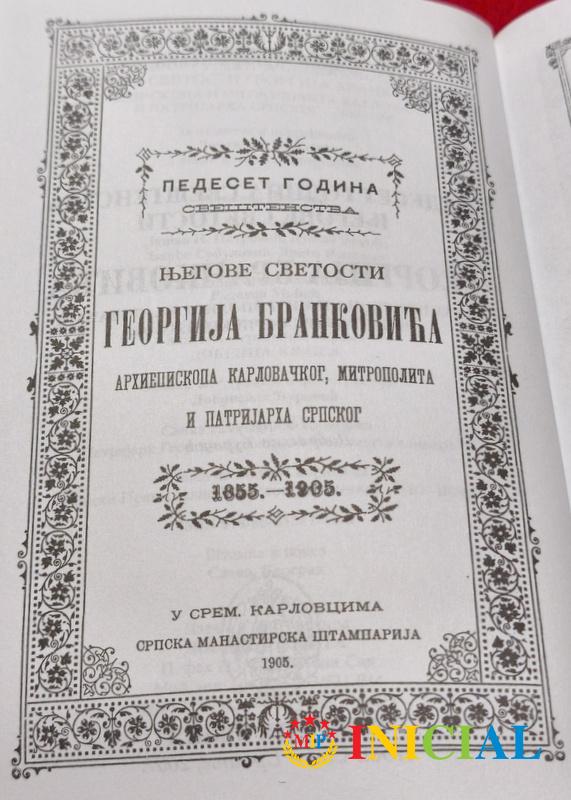 ПЕДЕСЕТ ГОДИНА
СВЕШТЕНСТВА
ЊЕГОВЕ СВЕТОСТИ
ГЕОРГИЈА БРАНКОВИЋА
АРХИЕПИСКОПА КАРЛОВАЧКОГ, МИТРОПОЛИТА
И ПАТРИЈАРХА СРПСКОГ
1855.—1905.
У СРЕМ. КАРЛОВЦИМА
СРПСКА МАНАСТИРСКА ШТАМПАРИЈА
1905.
INICIAL